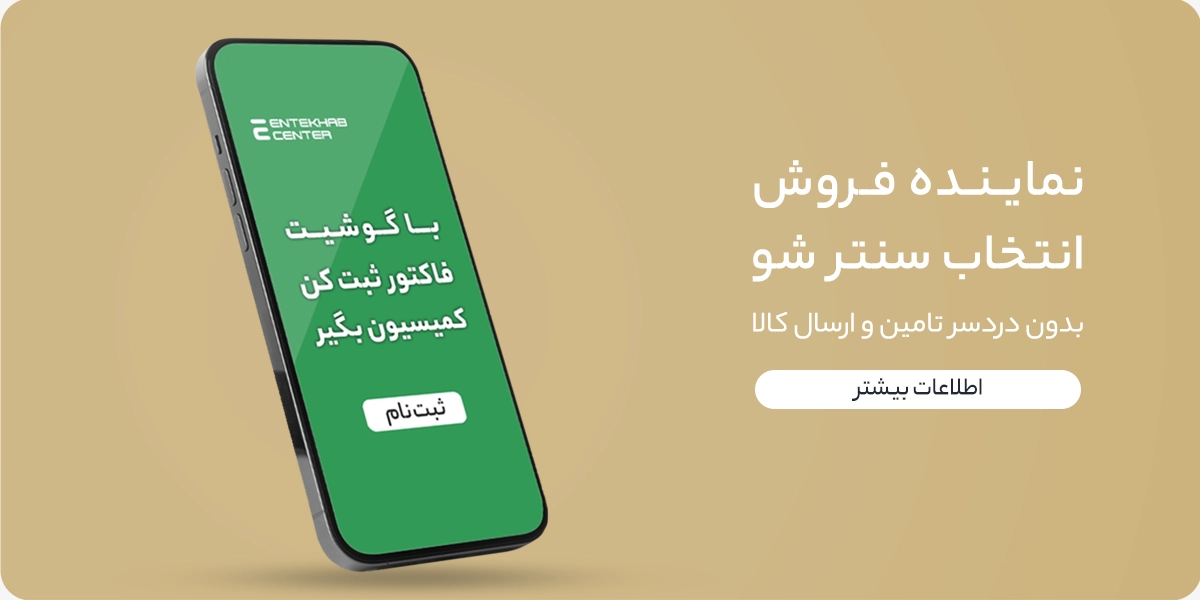 نماینده فروش
انتخاب سنتر شو
بدون دردسر تامین و ارسال کالا
اطلاعات بیشتر
ENTEKHAB
CENTER
با گوشیت
فاکتور ثبت کن
کمیسیون بگیر
ثبت‌نام